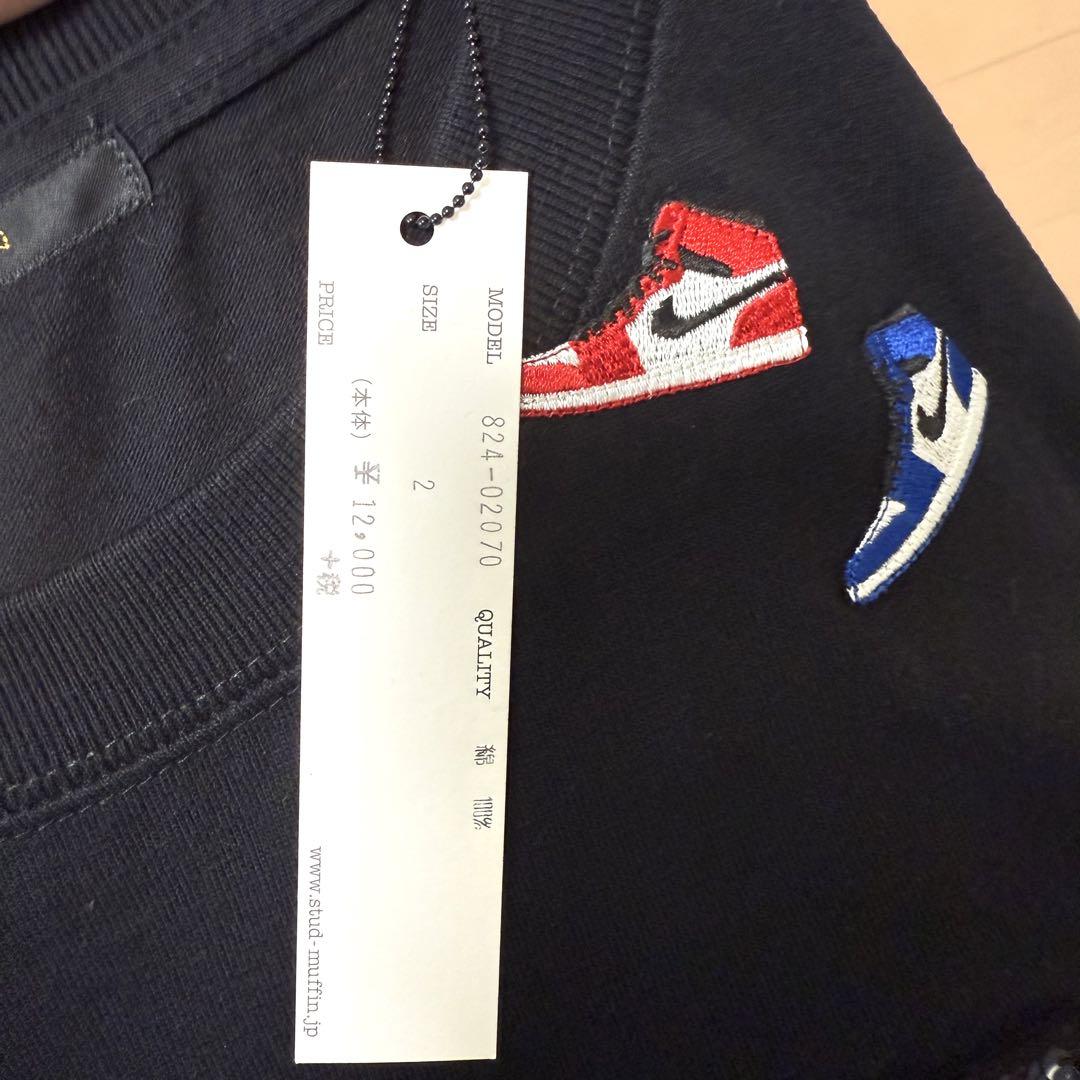 MODEL 824-02070 QUALITY 綿 100%
SIZE 2
PRICE (本体) ¥12,000
+税
www.stud-muffin.jp